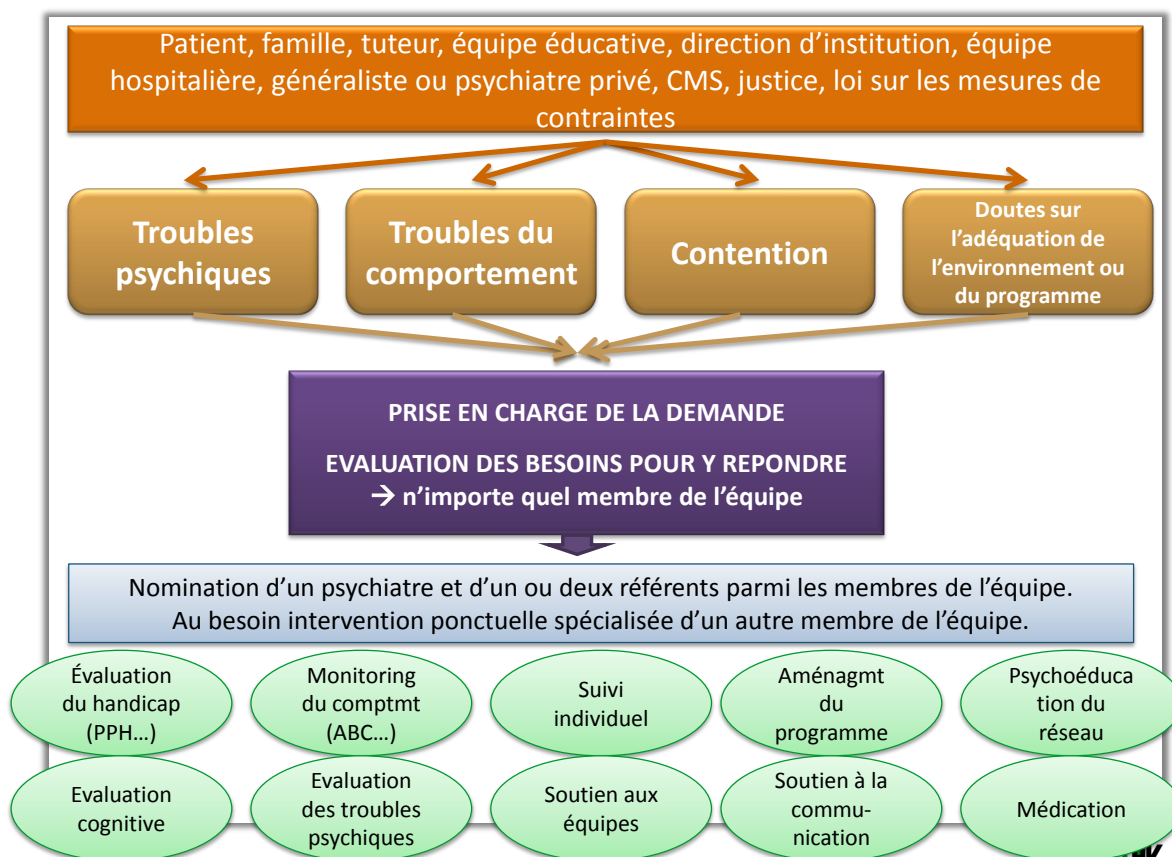 Patient, famille, tuteur, équipe éducative, direction d’institution, équipe
hospitalière, généraliste ou psychiatre privé, CMS, justice, loi sur les mesures de
contraintes
Troubles
psychiques
Troubles du
comportement
Contention
Doutes sur
l’adéquation de
l’environnement ou
du programme
PRISE EN CHARGE DE LA DEMANDE
EVALUATION DES BESOINS POUR Y REPONDRE
→ n’importe quel membre de l’équipe
Nomination d’un psychiatre et d’un ou deux référents parmi les membres de l’équipe.
Au besoin intervention ponctuelle spécialisée d’un autre membre de l’équipe.
Évaluation
du handicap
(PPH...)
Monitoring
du comptmt
(ABC...)
Suivi
individuel
Aménagmt
du
programme
Psychoéduca
tion du
réseau
Evaluation
cognitive
Evaluation
des troubles
psychiques
Soutien aux
équipes
Soutien à la
commu-
nication
Médication